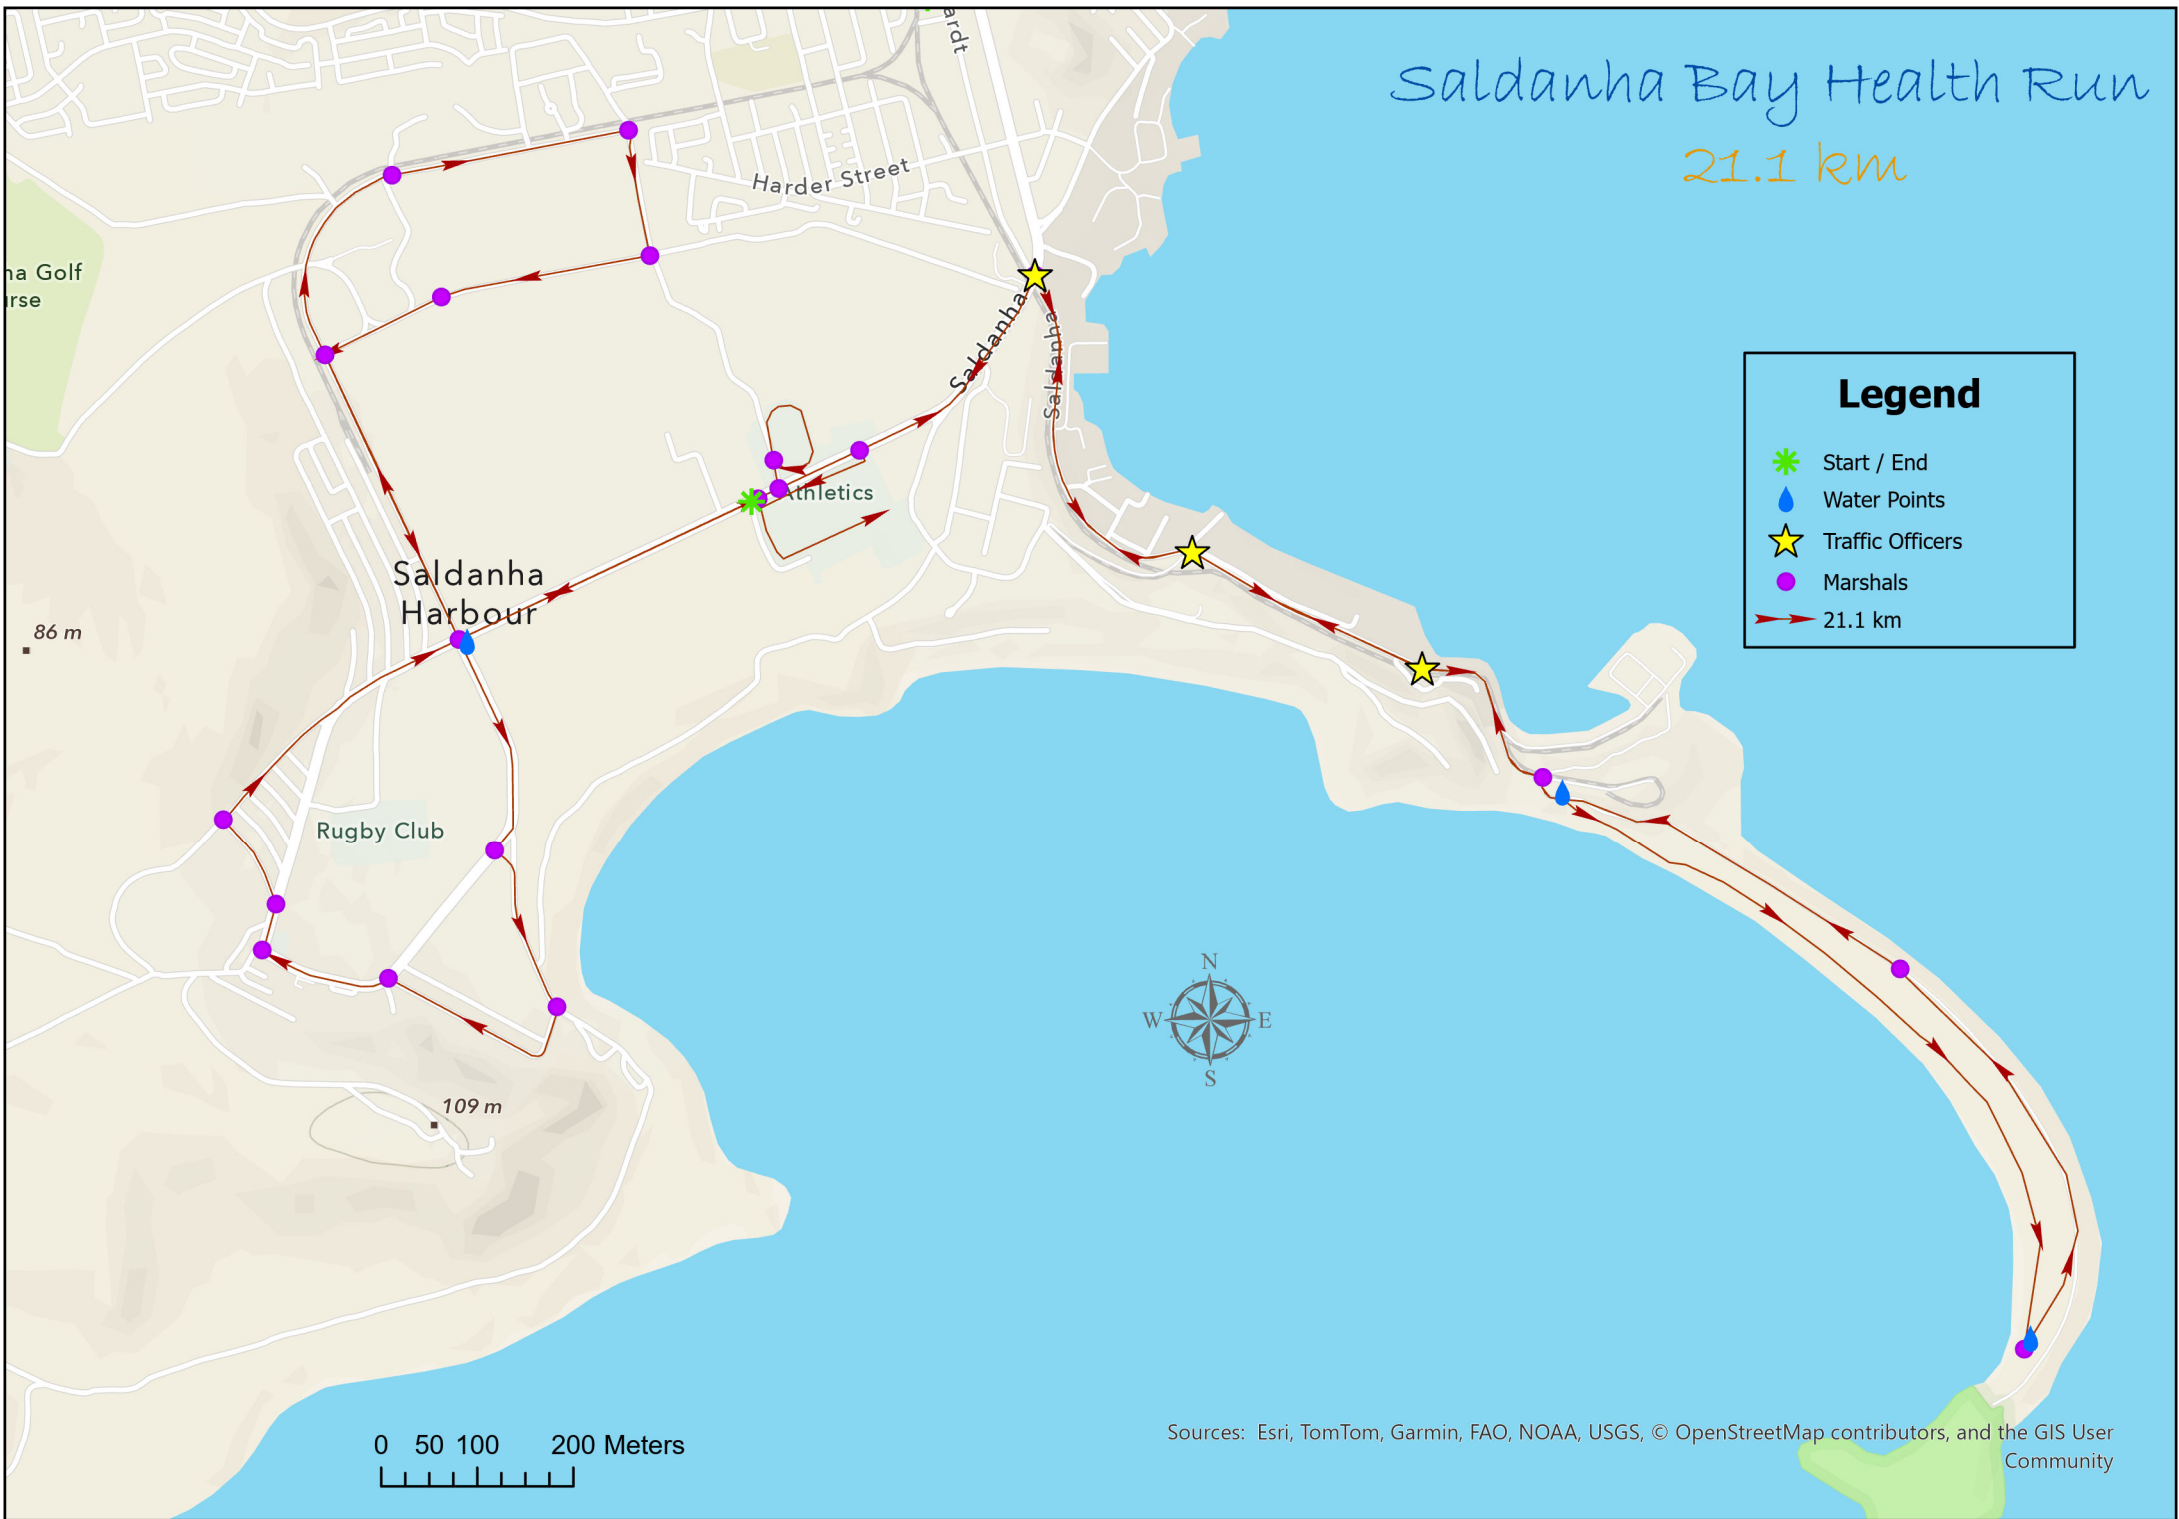 Saldanha Bay Health Run
21.1 km
ardt
Harder Street
na Golf
urse
Saldanha
Saldanha
Athletics
Saldanha
Harbour
86 m
Rugby Club
109 m
Legend
Start / End
Water Points
Traffic Officers
Marshals
21.1 km
N
W
E
S
0 50 100 200 Meters
Sources: Esri, TomTom, Garmin, FAO, NOAA, USGS, © OpenStreetMap contributors, and the GIS User
Community